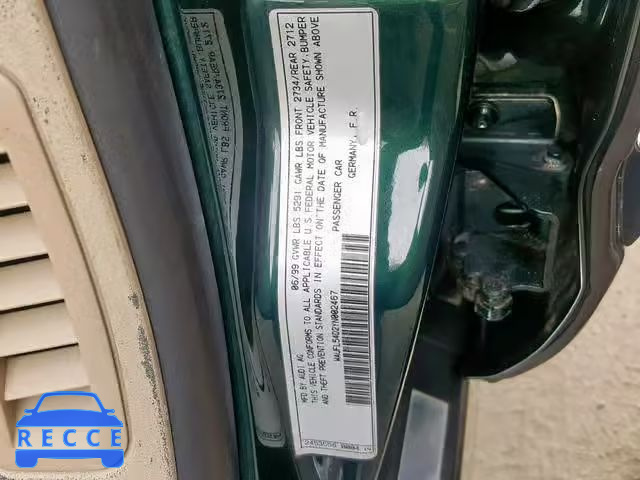 MFD BY AUDI AG 06/99 GVWR LBS 5291 GAWR LBS FRONT 2734/REAR 2712
THIS VEHICLE CONFORMS TO ALL APPLICABLE U.S. FEDERAL MOTOR VEHICLE SAFETY, BUMPER
AND THEFT PREVENTION STANDARDS IN EFFECT ON THE DATE OF MANUFACTURE SHOWN ABOVE
PASSENGER CAR GERMANY, F.R.
RECCE